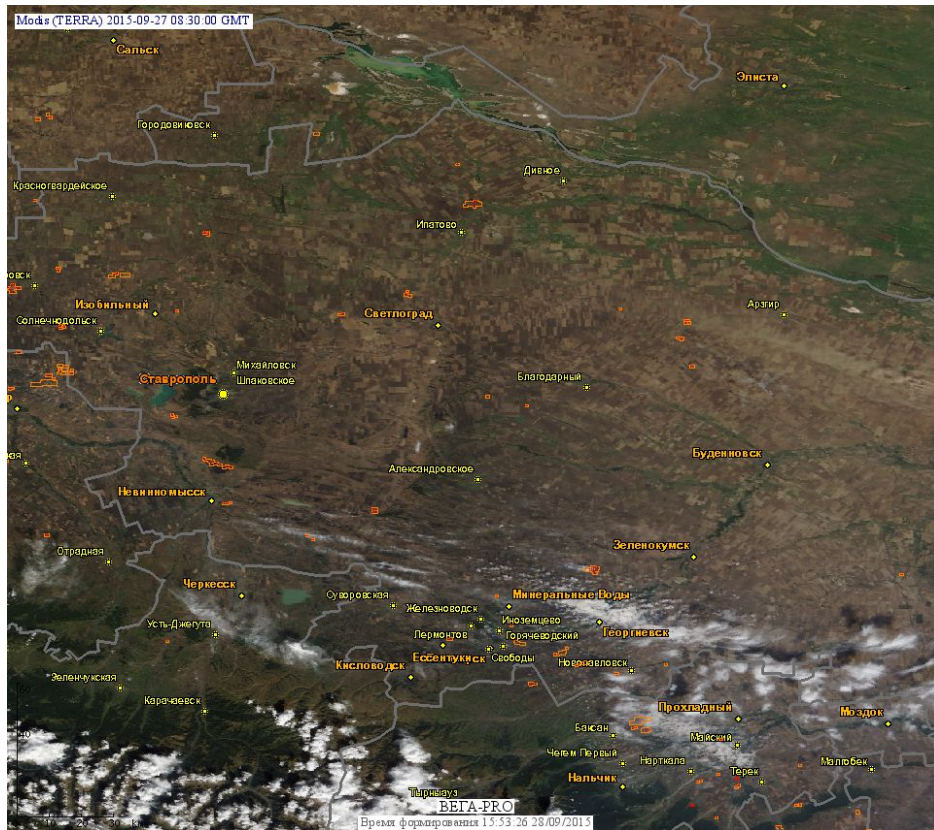 Modis (TERRA) 2015-09-27 08:30:00 GMT
Сальск
Элиста
Городовиковск
Дивное
Красногвардейское
Ипатово
овск
Изобильный
Арзгир
Светлоград
Солнечнодольск
Михайловск
Ставрополь
Шпаковское
Благодарный
р
кая
Буденновск
Александровское
Невинномысск
Зеленокумск
Отрадная
Черкесск
Суворовская
Минеральные Воды
Железноводск
Иноземцево
Усть-Джегута
Лермонтов
Горячеводский
Георгиевск
Ессентуки
Свободы
Кисловодск
Новопавловск
Зеленчукская
Карачаевск
Прохладный
Моздок
Баксан
Майский
Чегем Первый
Нарткала
Малгобек
Терек
Нальчик
Тырныауз
ВЕГА-PRO
Время формирования 15:53:26 28/09/2015